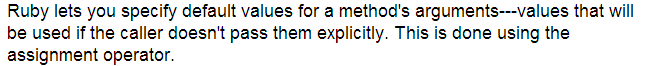 Ruby lets you specify default values for a method's arguments---values that will
be used if the caller doesn't pass them explicitly. This is done using the
assignment operator.